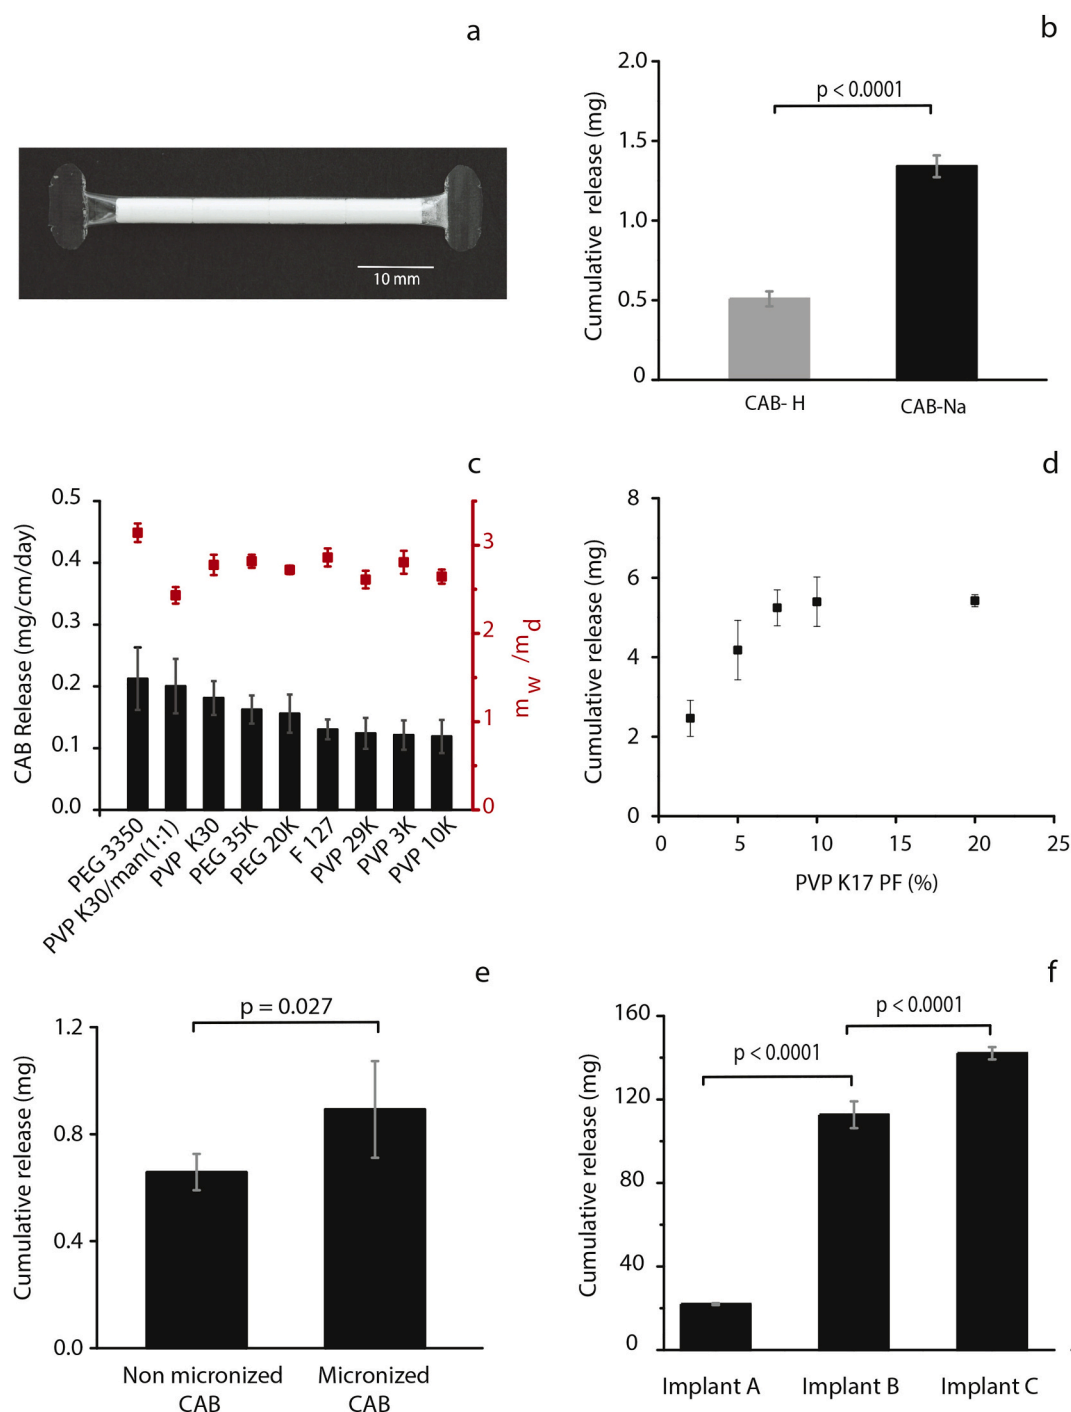 a
10 mm
b
Cumulative release (mg)
2.0
1.5
1.0
0.5
0
p < 0.0001
CAB- H
CAB-Na
c
CAB Release (mg/cm/day)
0.5
0.4
0.3
0.2
0.1
0.0
3
2
1
0
m w /m d
PEG 3350
PVP K30/man(1:1)
PVP K30
PEG 35K
PEG 20K
F 127
PVP 29K
PVP 3K
PVP 10K
d
Cumulative release (mg)
8
6
4
2
0
0 5 10 15 20 25
PVP K17 PF (%)
e
Cumulative release (mg)
1.2
0.8
0.4
0.0
p = 0.027
Non micronized
CAB
Micronized
CAB
f
Cumulative release (mg)
160
120
80
40
0
p < 0.0001
p < 0.0001
Implant A
Implant B
Implant C